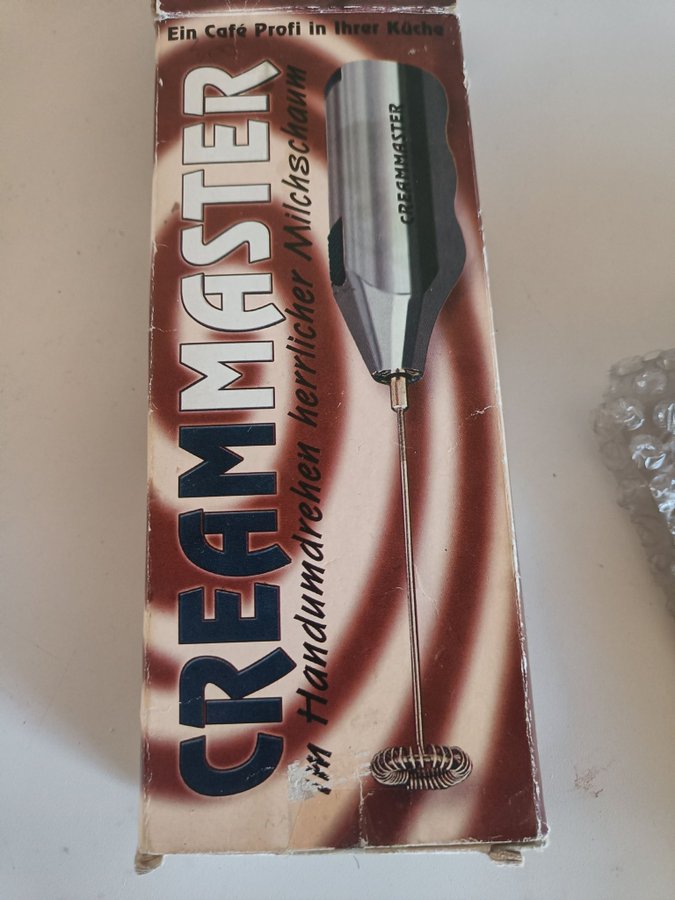 Ein Café Profi in Ihrer Küche
CREAMMASTER
im Handumdrehen herrlicher Milchschaum
CREAMMASTER